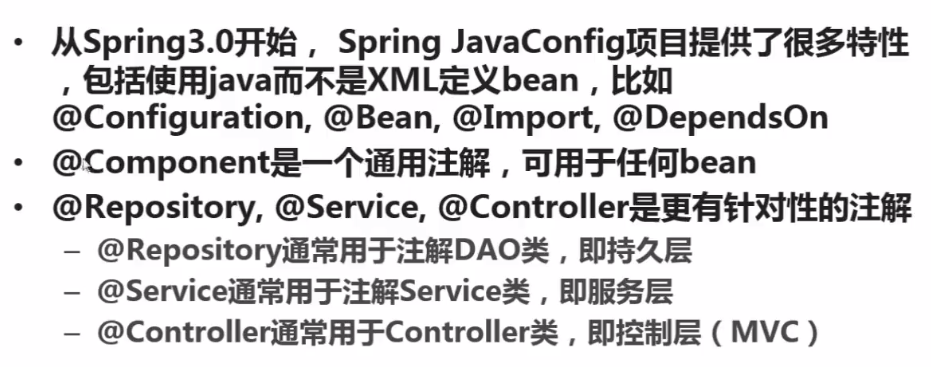 • 从Spring3.0开始， Spring JavaConfig项目提供了很多特性
，包括使用java而不是XML定义bean，比如
@Configuration, @Bean, @Import, @DependsOn
• @Component是一个通用注解，可用于任何bean
• @Repository, @Service, @Controller是更有针对性的注解
– @Repository通常用于注解DAO类，即持久层
– @Service通常用于注解Service类，即服务层
– @Controller通常用于Controller类，即控制层（MVC）